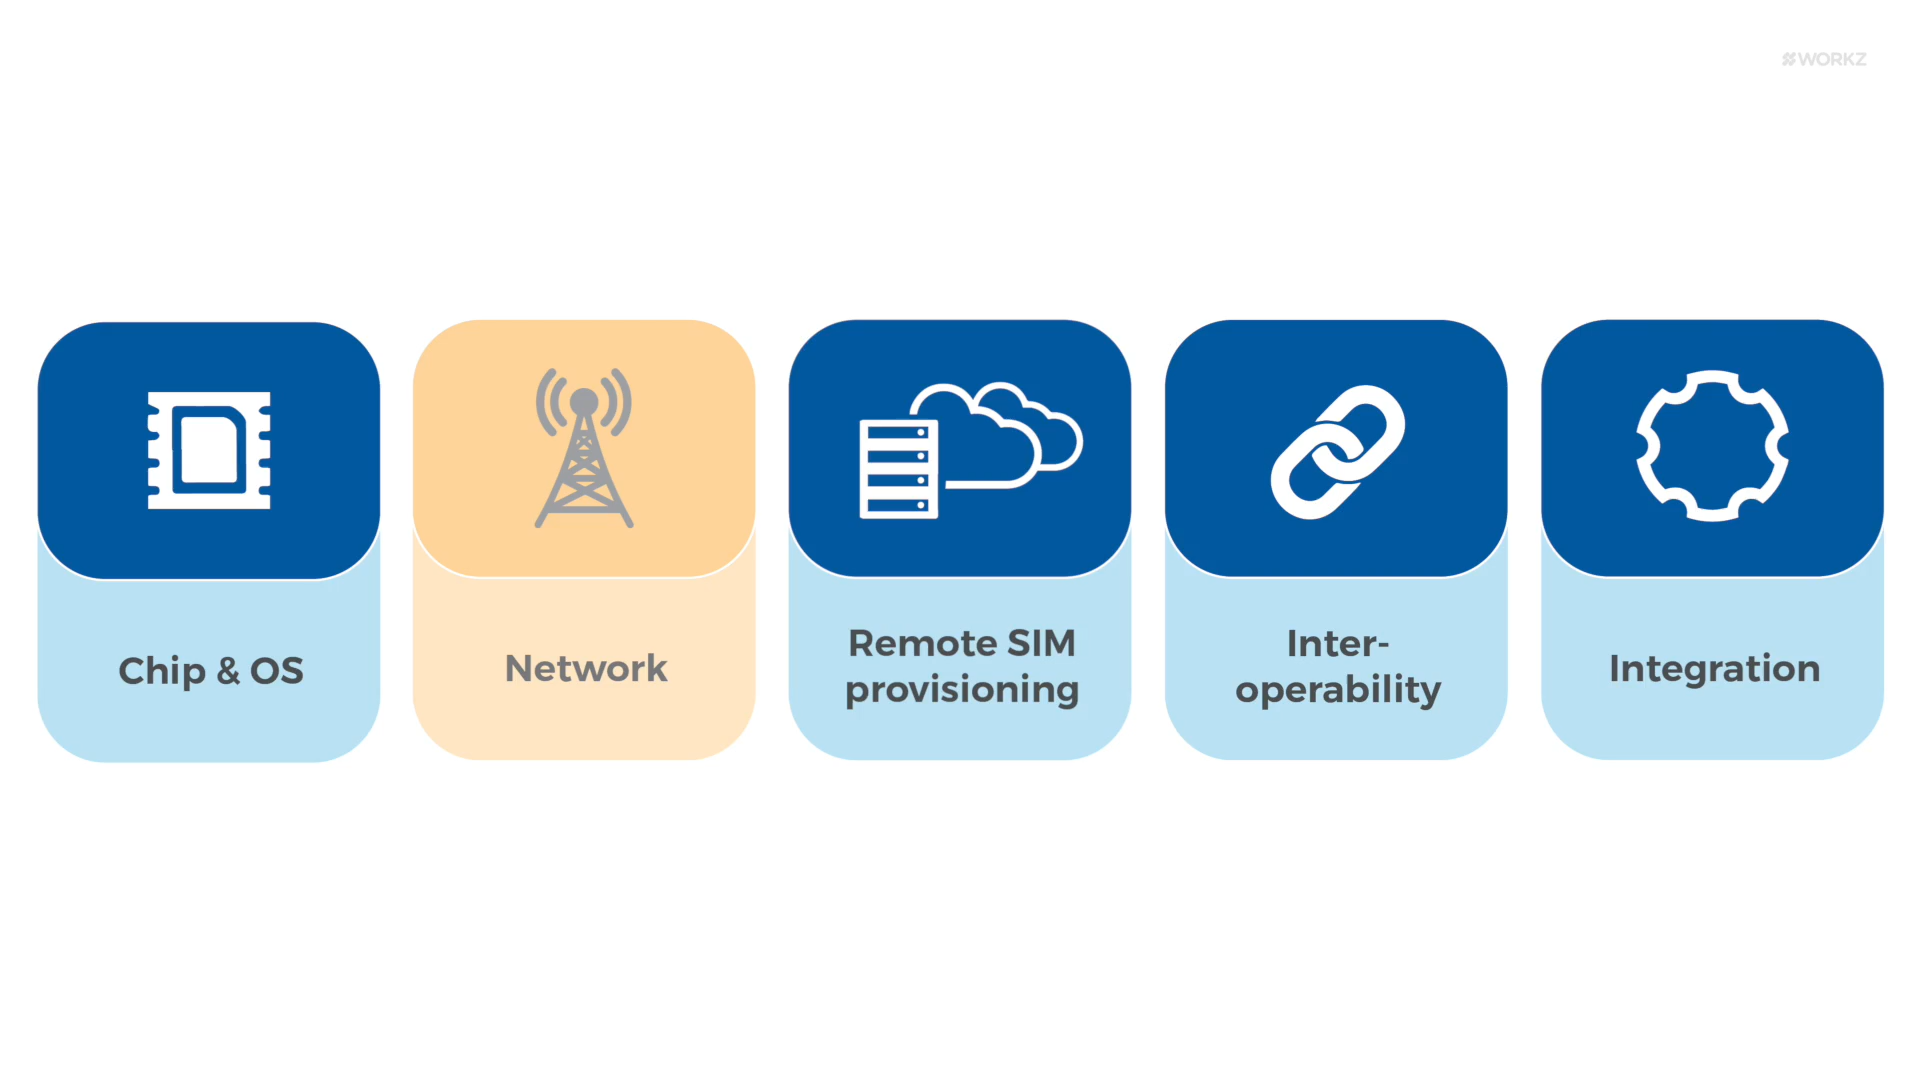 WORKZ
Chip & OS
Network
Remote SIM
provisioning
Inter-
operability
Integration